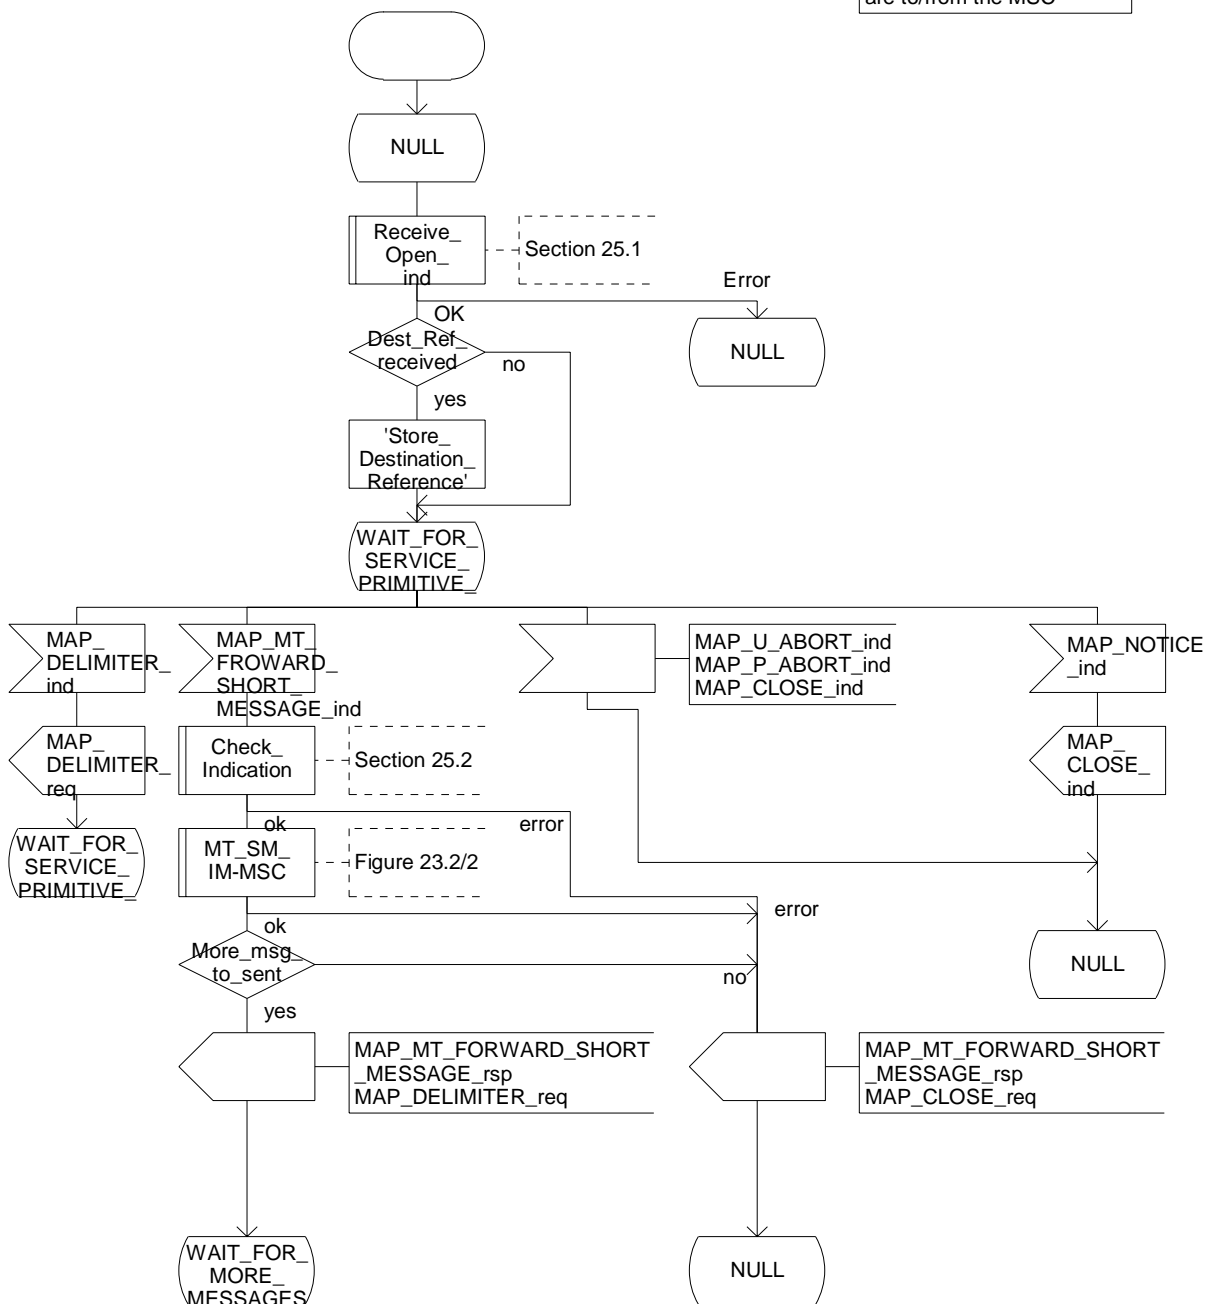 are to/from the MSC
NULL
Receive_
Open_
ind
Section 25.1
Error
OK
NULL
Dest_Ref_
received
no
yes
'Store_
Destination_
Reference'
WAIT_FOR_
SERVICE_
PRIMITIVE_
MAP_
DELIMITER_
ind
MAP_MT_
FROWARD_
SHORT_
MESSAGE_ind
MAP_U_ABORT_ind
MAP_P_ABORT_ind
MAP_CLOSE_ind
MAP_NOTICE
_ind
MAP_
DELIMITER_
req
Check_
Indication
Section 25.2
MAP_
CLOSE_
ind
ok
error
WAIT_FOR_
SERVICE_
PRIMITIVE_
MT_SM_
IM-MSC
Figure 23.2/2
error
ok
More_msg_
to_sent
no
NULL
yes
MAP_MT_FORWARD_SHORT
_MESSAGE_rsp
MAP_DELIMITER_req
MAP_MT_FORWARD_SHORT
_MESSAGE_rsp
MAP_CLOSE_req
WAIT_FOR_
MORE_
MESSAGES
NULL